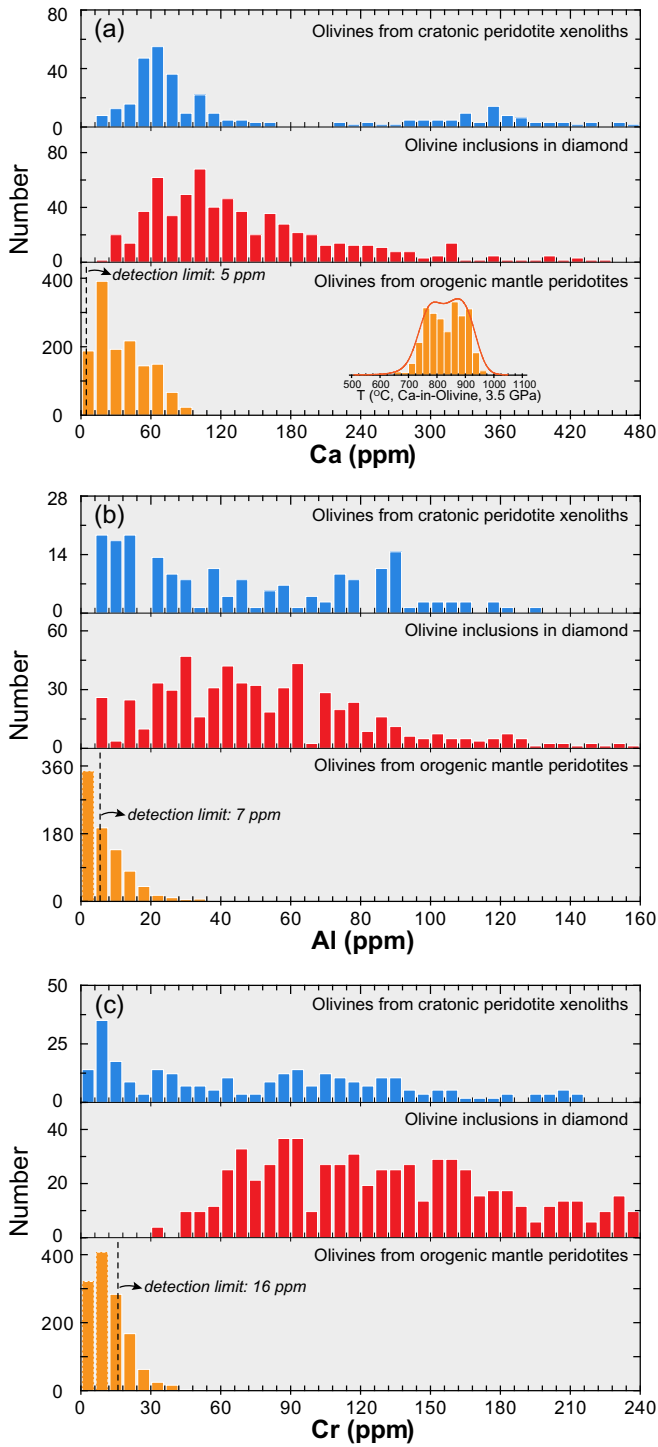 (a)
Olivines from cratonic peridotite xenoliths
80
40
0
Olivine inclusions in diamond
80
40
0
Number
Olivines from orogenic mantle peridotites
detection limit: 5 ppm
400
200
0
500 600 700 800 900 1000 1100
T (ºC, Ca-in-Olivine, 3.5 GPa)
0 60 120 180 240 300 360 420 480
Ca (ppm)
(b)
Olivines from cratonic peridotite xenoliths
28
14
0
Olivine inclusions in diamond
60
30
0
Number
Olivines from orogenic mantle peridotites
detection limit: 7 ppm
360
180
0
0 20 40 60 80 100 120 140 160
Al (ppm)
(c)
Olivines from cratonic peridotite xenoliths
50
25
0
Olivine inclusions in diamond
40
20
0
Number
Olivines from orogenic mantle peridotites
detection limit: 16 ppm
400
200
0
0 30 60 90 120 150 180 210 240
Cr (ppm)